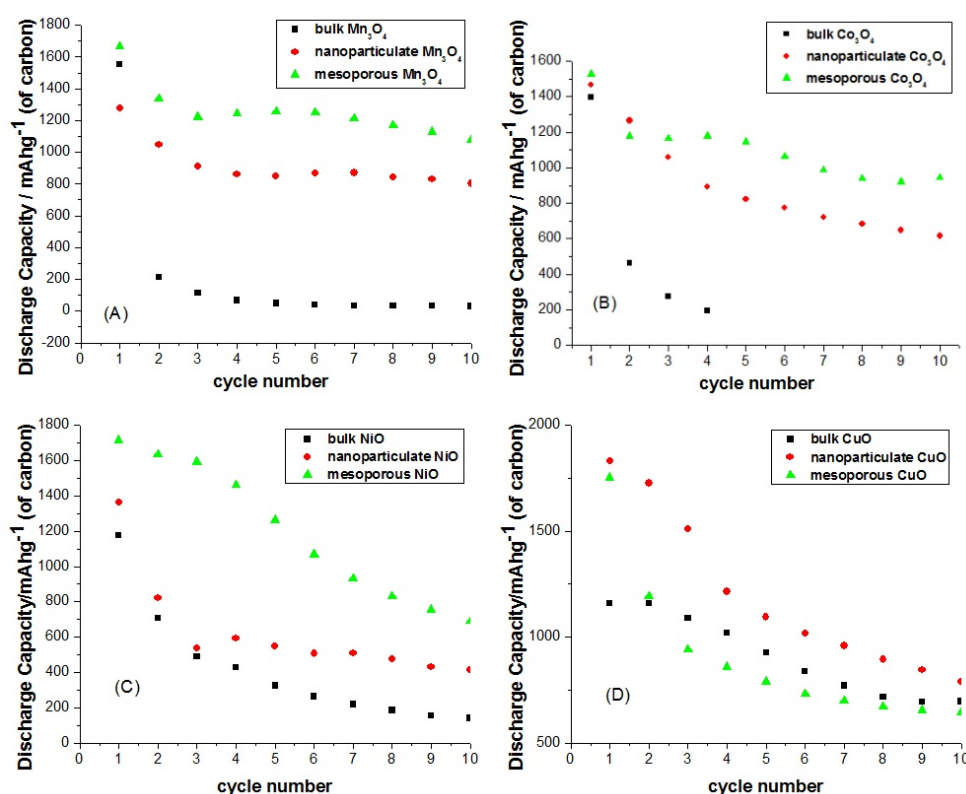 Discharge Capacity / mAhg⁻¹ (of carbon)
1800
1600
1400
1200
1000
800
600
400
200
0
-200
bulk Mn₃O₄
nanoparticulate Mn₃O₄
mesoporous Mn₃O₄
(A)
0 1 2 3 4 5 6 7 8 9 10
cycle number
Discharge Capacity / mAhg⁻¹ (of carbon)
1600
1400
1200
1000
800
600
400
200
0
bulk Co₃O₄
nanoparticulate Co₃O₄
mesoporous Co₃O₄
(B)
0 1 2 3 4 5 6 7 8 9 10
cycle number
Discharge Capacity/mAhg⁻¹ (of carbon)
1800
1600
1400
1200
1000
800
600
400
200
0
bulk NiO
nanoparticulate NiO
mesoporous NiO
(C)
0 1 2 3 4 5 6 7 8 9 10
cycle number
Discharge Capacity/mAhg⁻¹ (of carbon)
2000
1500
1000
500
bulk CuO
nanoparticulate CuO
mesoporous CuO
(D)
0 1 2 3 4 5 6 7 8 9 10
cycle number